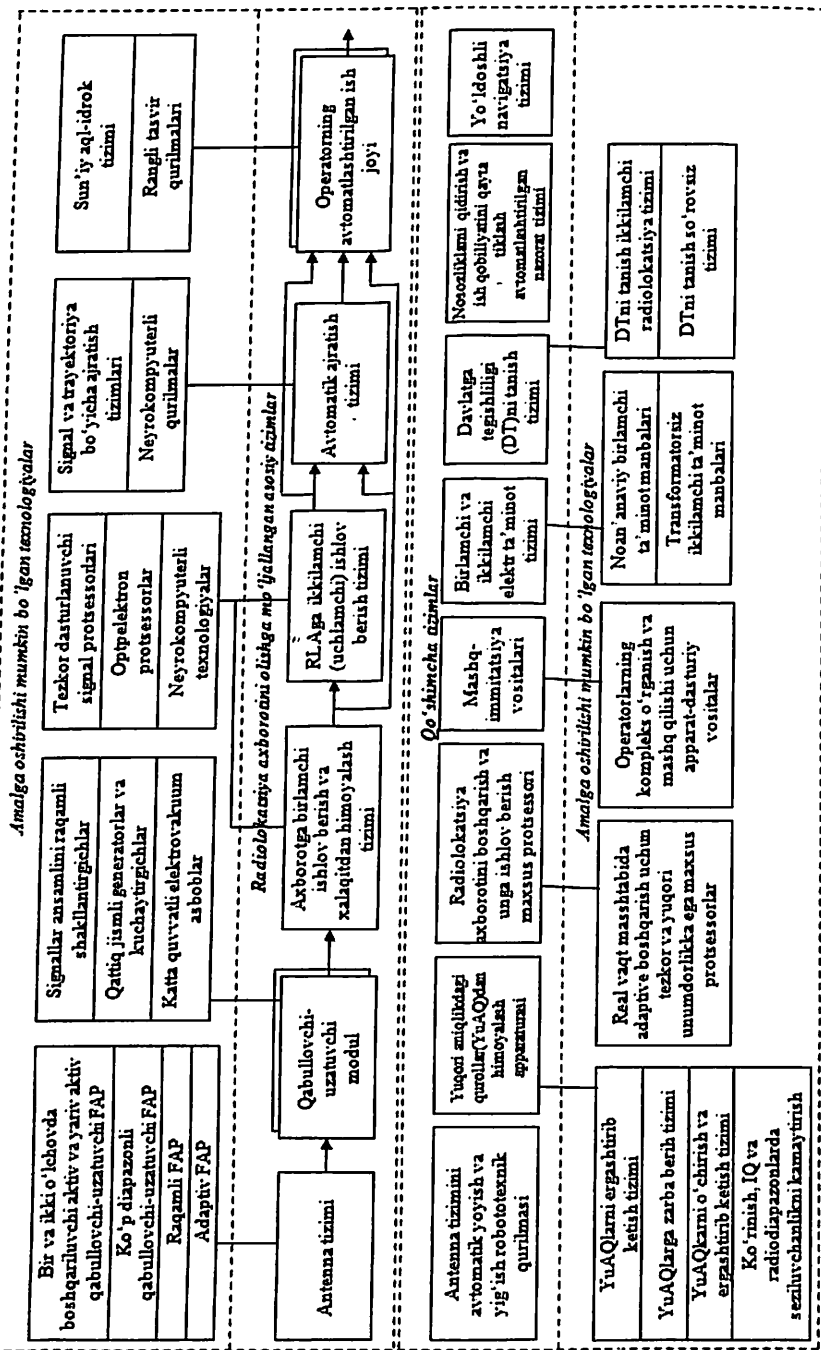 Amalga oshirilishi mumkin bo'lgan texnologiyalar
Bir va ikki o'lchovda
boshqariluvchi aktiv va yariv aktiv
qabullovchi-uzatuvchi FAP
Ko'p diapazonli
qabullovchi-uzatuvchi FAP
Raqamli FAP
Adaptiv FAP
Signallar ansamlini raqamli
shakllantirgichlar
Qattiq jismli generatorlar va
kuchaytirgichlar
Katta quvvatli elektrovakuum
asboblar
Tezkor dasturlanuvchi
signal protsessorlari
Optpelektron
protsessorlar
Neyrokompyuterli
texnologiyalar
Signal va trayektoriya
bo'yicha ajratish
tizimlari
Neyrokompyuterli
qurilmalar
Sun'iy aql-idrok
tizimi
Rangli tasvir
qurilmalari
Radiolokatsiya axborotini olishga mo'ljallangan asosiy tizimlar
Antenna tizimi
Qabullovchi-
uzatuvchi
modul
Axborotga birlamchi
ishlov berish va
xalaqitdan himoyalash
tizimi
RLAga ikkilamchi
(uchlamchi) ishlov
berish tizimi
Avtomatik ajratish
tizimi
Operatorning
avtomatlashtirilgan ish
joyi
Qo'shimcha tizimlar
Antenna tizimini
avtomatik yoyish va
yig'ish robototexnik
qurilmasi
Yuqori aniqlikdagi
qurollar(YuAQ)dan
himoyalash
apparaturasi
Radiolokatsiya
axborotini boshqarish va
unga ishlov berish
maxsus protsessori
Mashq-
immitatsiya
vositalari
Birlamchi va
ikkilamchi
elektr ta'minot
tizimi
Davlatga
tegishliligi
(DT)ni tanish
tizimi
Nosozliklarni qidirish va
ish qobiliyatini qayta
tiklash
avtomatlashtirilgan
nazorat tizimi
Yo'ldoshli
navigatsiya
tizimi
Amalga oshirilishi mumkin bo'lgan texnologiyalar
YuAQlarni ergashtirib
ketish tizimi
YuAQlarga zarba berih tizimi
YuAQkarni o'chirish va
ergashtirib ketish tizimi
Ko'rinish, IQ va
radiodiapazonlarda
seziluvchanlikni kamaytirish
Real vaqt masshtabida
adaptive boshqarish uchun
tezkor va yuqori
unumdorlikka ega maxsus
protsessorlar
Operatorlarning
kompleks o'rganish va
mashq qilishi uchun
apparat-dasturiy
vositalar
Noan'anaviy birlamchi
ta'minot manbalari
Transformatorsiz
ikkilamchi ta'minot
manbalari
DTni tanish ikkilamchi
radiolokatsiya tizimi
DTni tanish so'rovsiz
tizimi